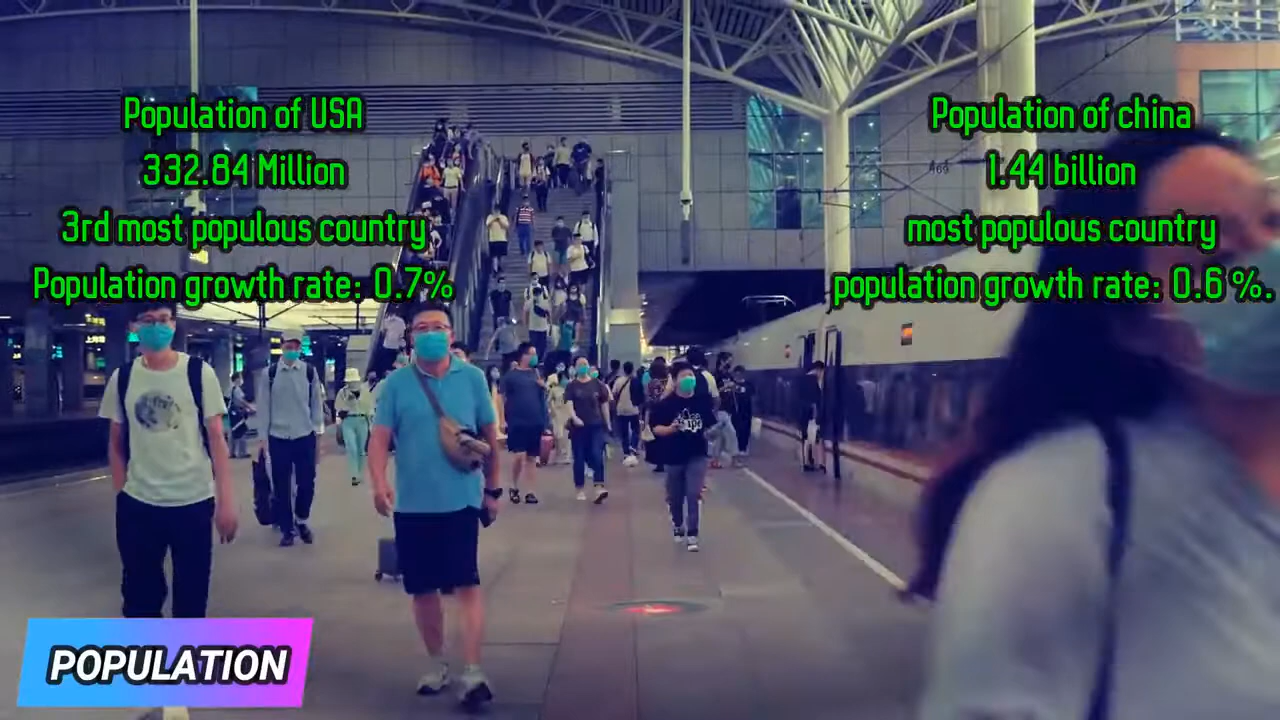 Population of USA
332.84 Million
3rd most populous country
Population growth rate: 0.7%
Population of china
1.44 billion
most populous country
population growth rate: 0.6 %.
169
POPULATION